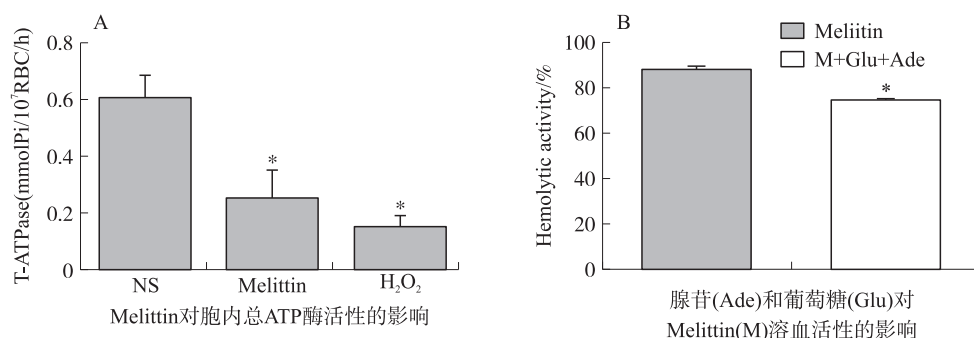 A
T-ATPase(mmolPi/10⁷RBC/h)
0.8
0.6
0.4
0.2
0
*
*
NS
Melittin
H₂O₂
Melittin对胞内总ATP酶活性的影响
B
Hemolytic activity/%
100
80
60
40
20
0
Meliitin
M+Glu+Ade
*
腺苷(Ade)和葡萄糖(Glu)对
Melittin(M)溶血活性的影响